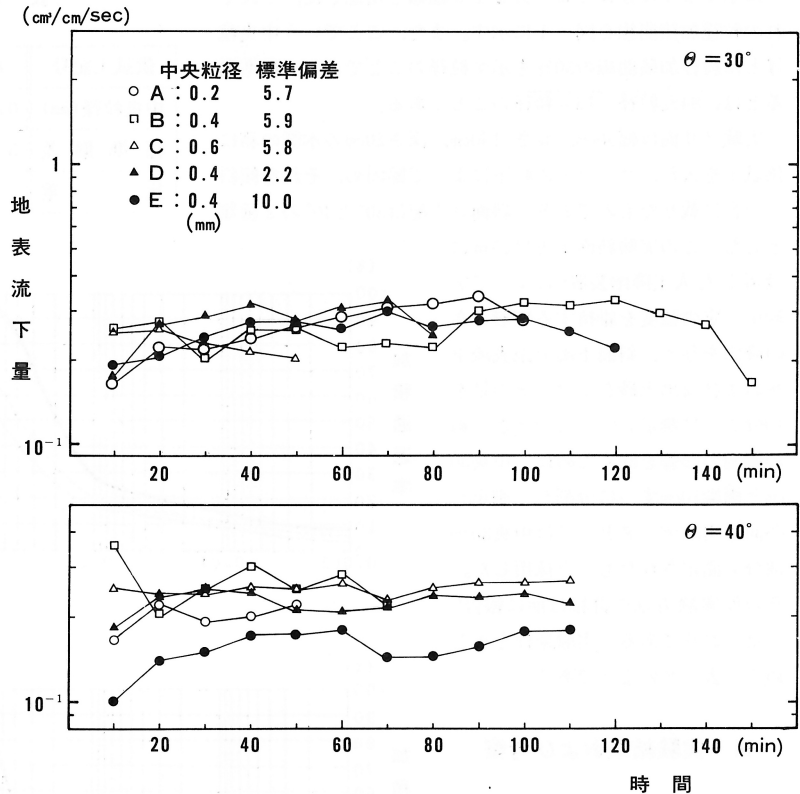 (cm³/cm/sec)
θ = 30°
中央粒径 標準偏差
○ A : 0.2 5.7
□ B : 0.4 5.9
△ C : 0.6 5.8
▲ D : 0.4 2.2
● E : 0.4 10.0
(mm)
1
地表流下量
10⁻¹
20 40 60 80 100 120 140 (min)
θ = 40°
10⁻¹
20 40 60 80 100 120 140 (min)
時間